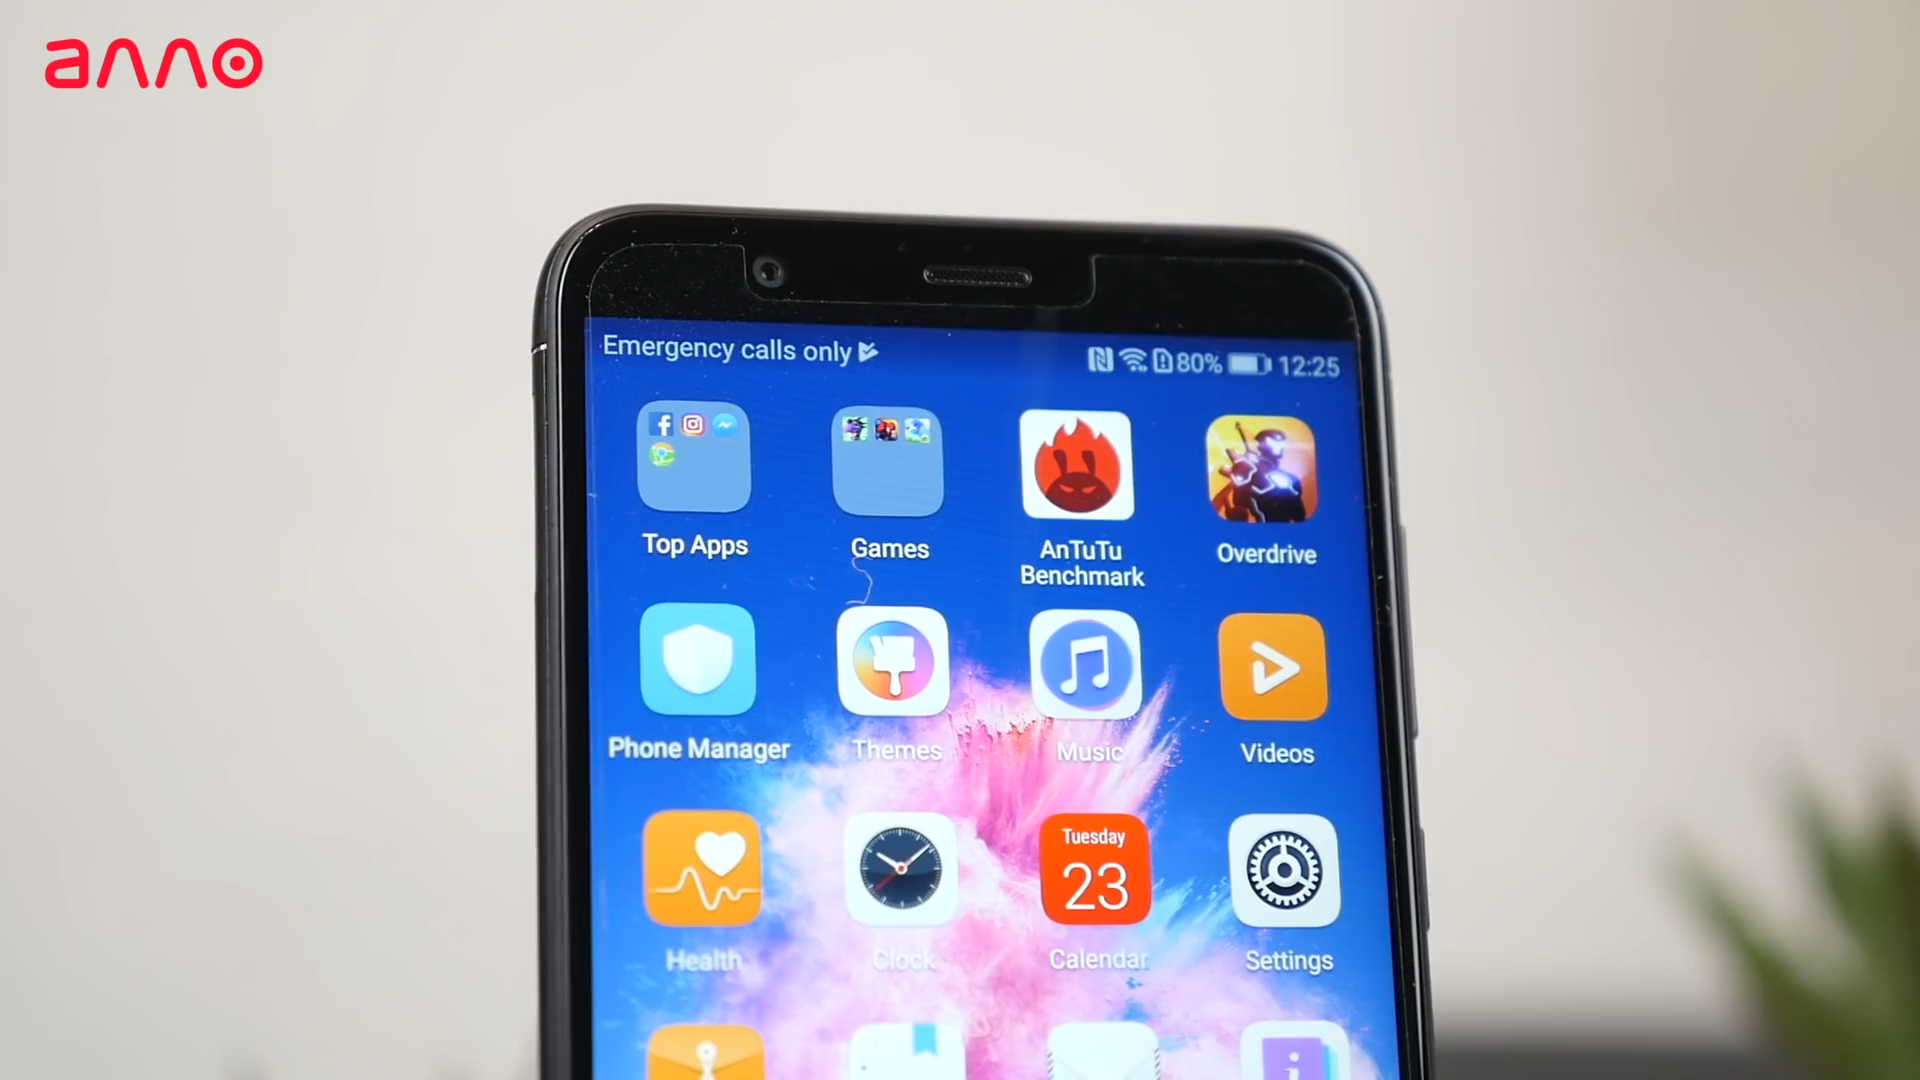 алло
Emergency calls only
80% 12:25
Top Apps
Games
AnTuTu
Benchmark
Overdrive
Phone Manager
Themes
Music
Videos
Tuesday
23
Health
Clock
Calendar
Settings